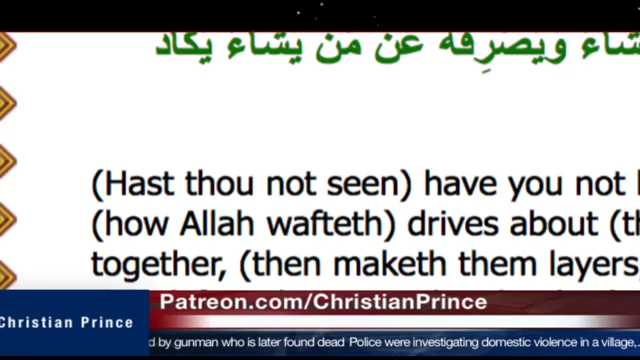 شاء ويصرفه عن من يشاء يكاد
(Hast thou not seen) have you not
(how Allah wafteth) drives about
together, (then maketh them layers,
Patreon.com/ChristianPrince
Christian Prince
d by gunman who is later found dead Police were investigating domestic violence in a village,